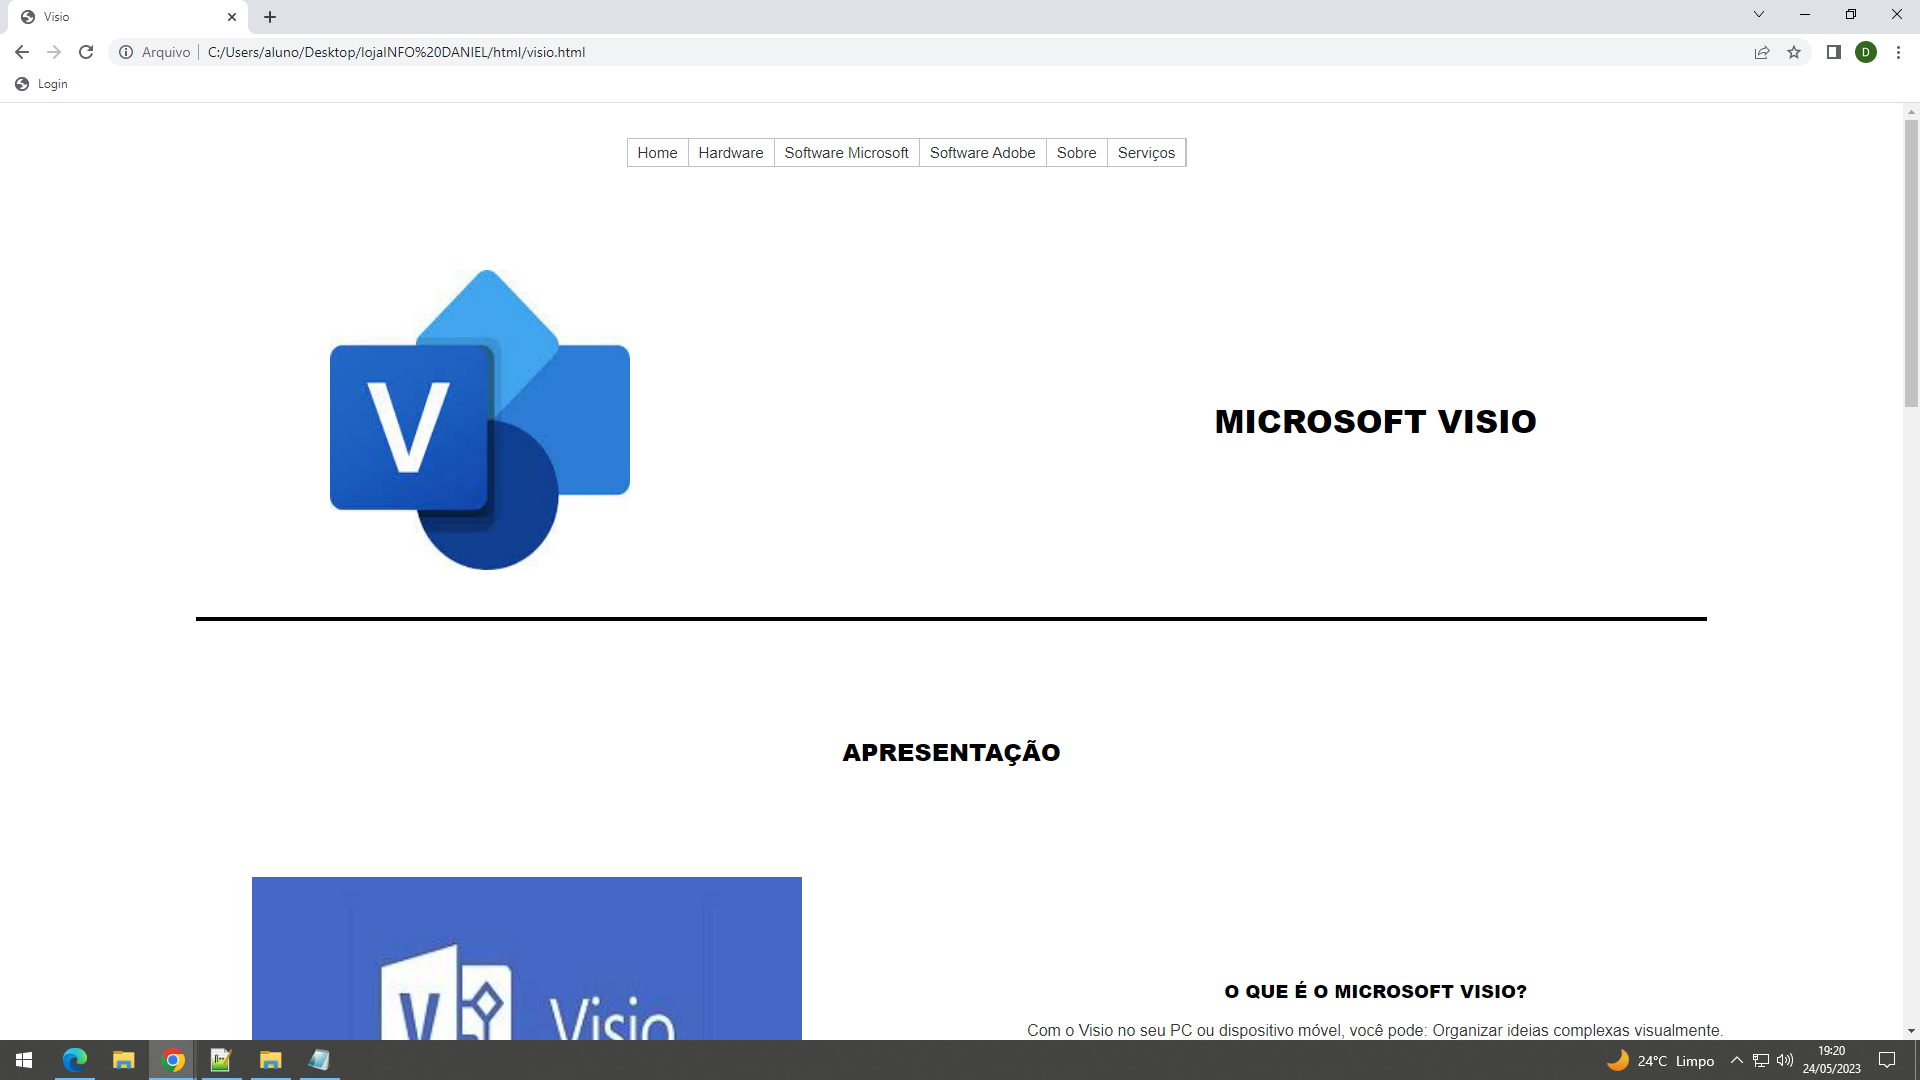 Visio
Arquivo | C:/Users/aluno/Desktop/lojaINFO%20DANIEL/html/visio.html
D
Login
Home Hardware Software Microsoft Software Adobe Sobre Serviços
V
MICROSOFT VISIO
APRESENTAÇÃO
V Visio
O QUE É O MICROSOFT VISIO?
Com o Visio no seu PC ou dispositivo móvel, você pode: Organizar ideias complexas visualmente.
24°C Limpo
19:20
24/05/2023